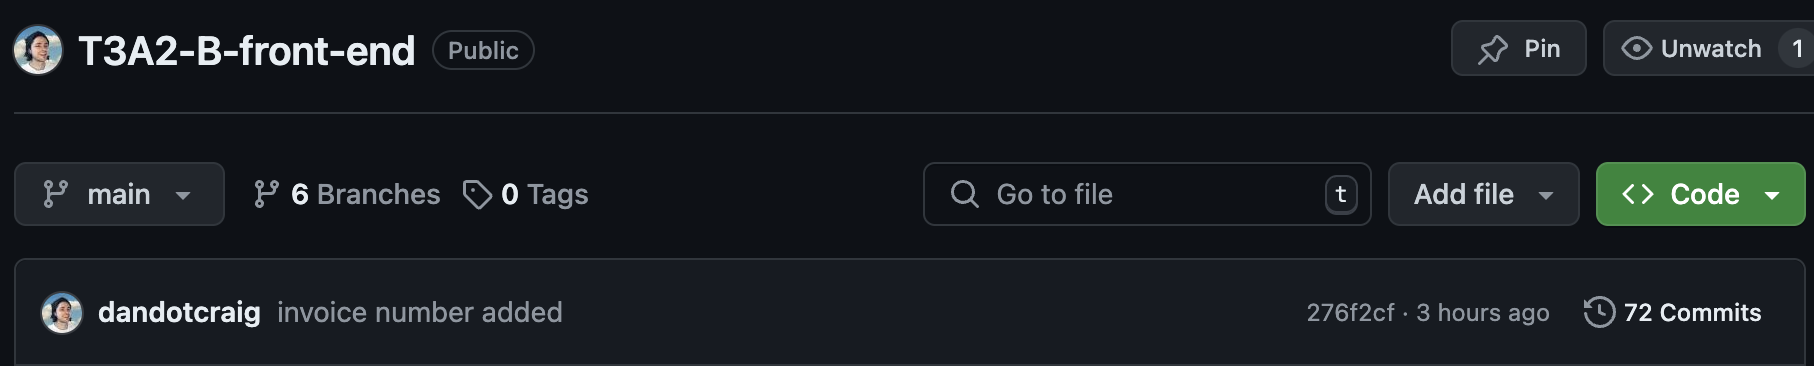 T3A2-B-front-end Public Pin Unwatch 1
main 6 Branches 0 Tags Go to file t Add file Code
dandotcraig invoice number added 276f2cf · 3 hours ago 72 Commits